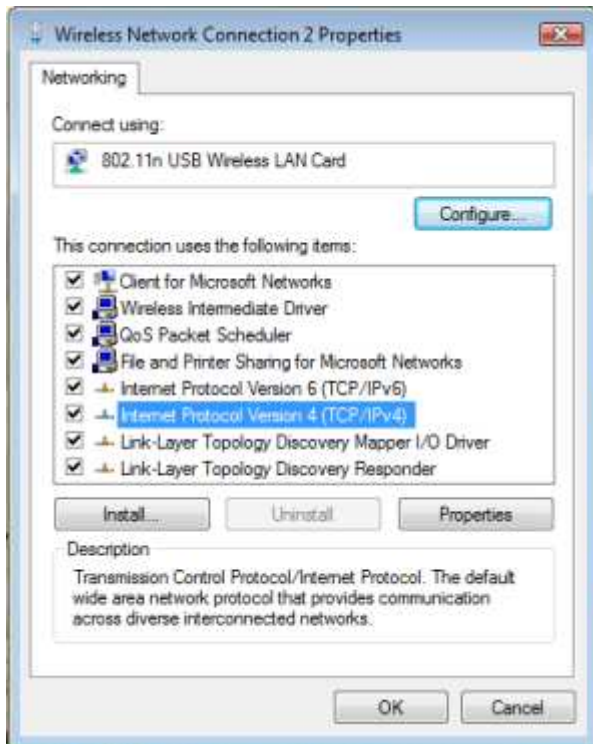 Wireless Network Connection 2 Properties
Networking
Connect using:
802.11n USB Wireless LAN Card
Configure...
This connection uses the following items:
Client for Microsoft Networks
Wireless Intermediate Driver
QoS Packet Scheduler
File and Printer Sharing for Microsoft Networks
Internet Protocol Version 6 (TCP/IPv6)
Internet Protocol Version 4 (TCP/IPv4)
Link-Layer Topology Discovery Mapper I/O Driver
Link-Layer Topology Discovery Responder
Install...
Uninstall
Properties
Description
Transmission Control Protocol/Internet Protocol. The default
wide area network protocol that provides communication
across diverse interconnected networks.
OK
Cancel